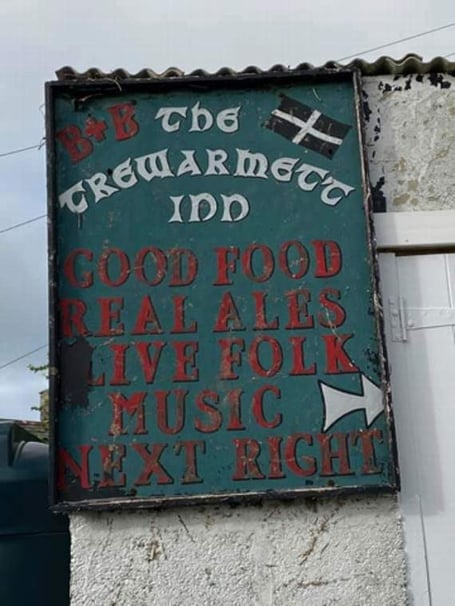 B+B The
Trewarmett
Inn
GOOD FOOD
REAL ALES
LIVE FOLK
MUSIC
NEXT RIGHT